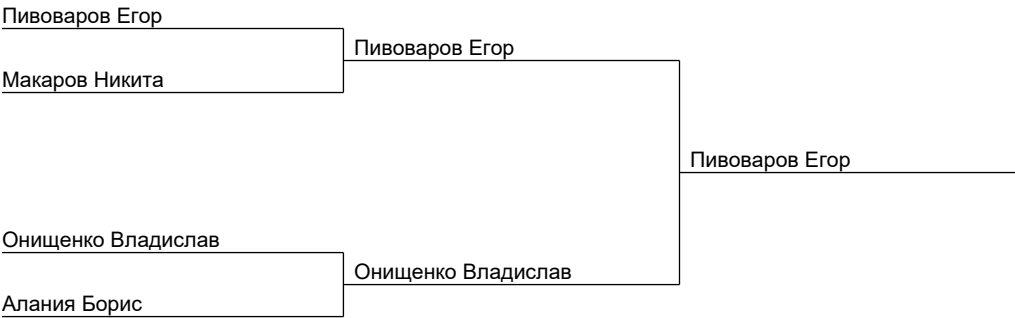 Пивоваров Егор
Пивоваров Егор
Макаров Никита
Пивоваров Егор
Онищенко Владислав
Онищенко Владислав
Алания Борис